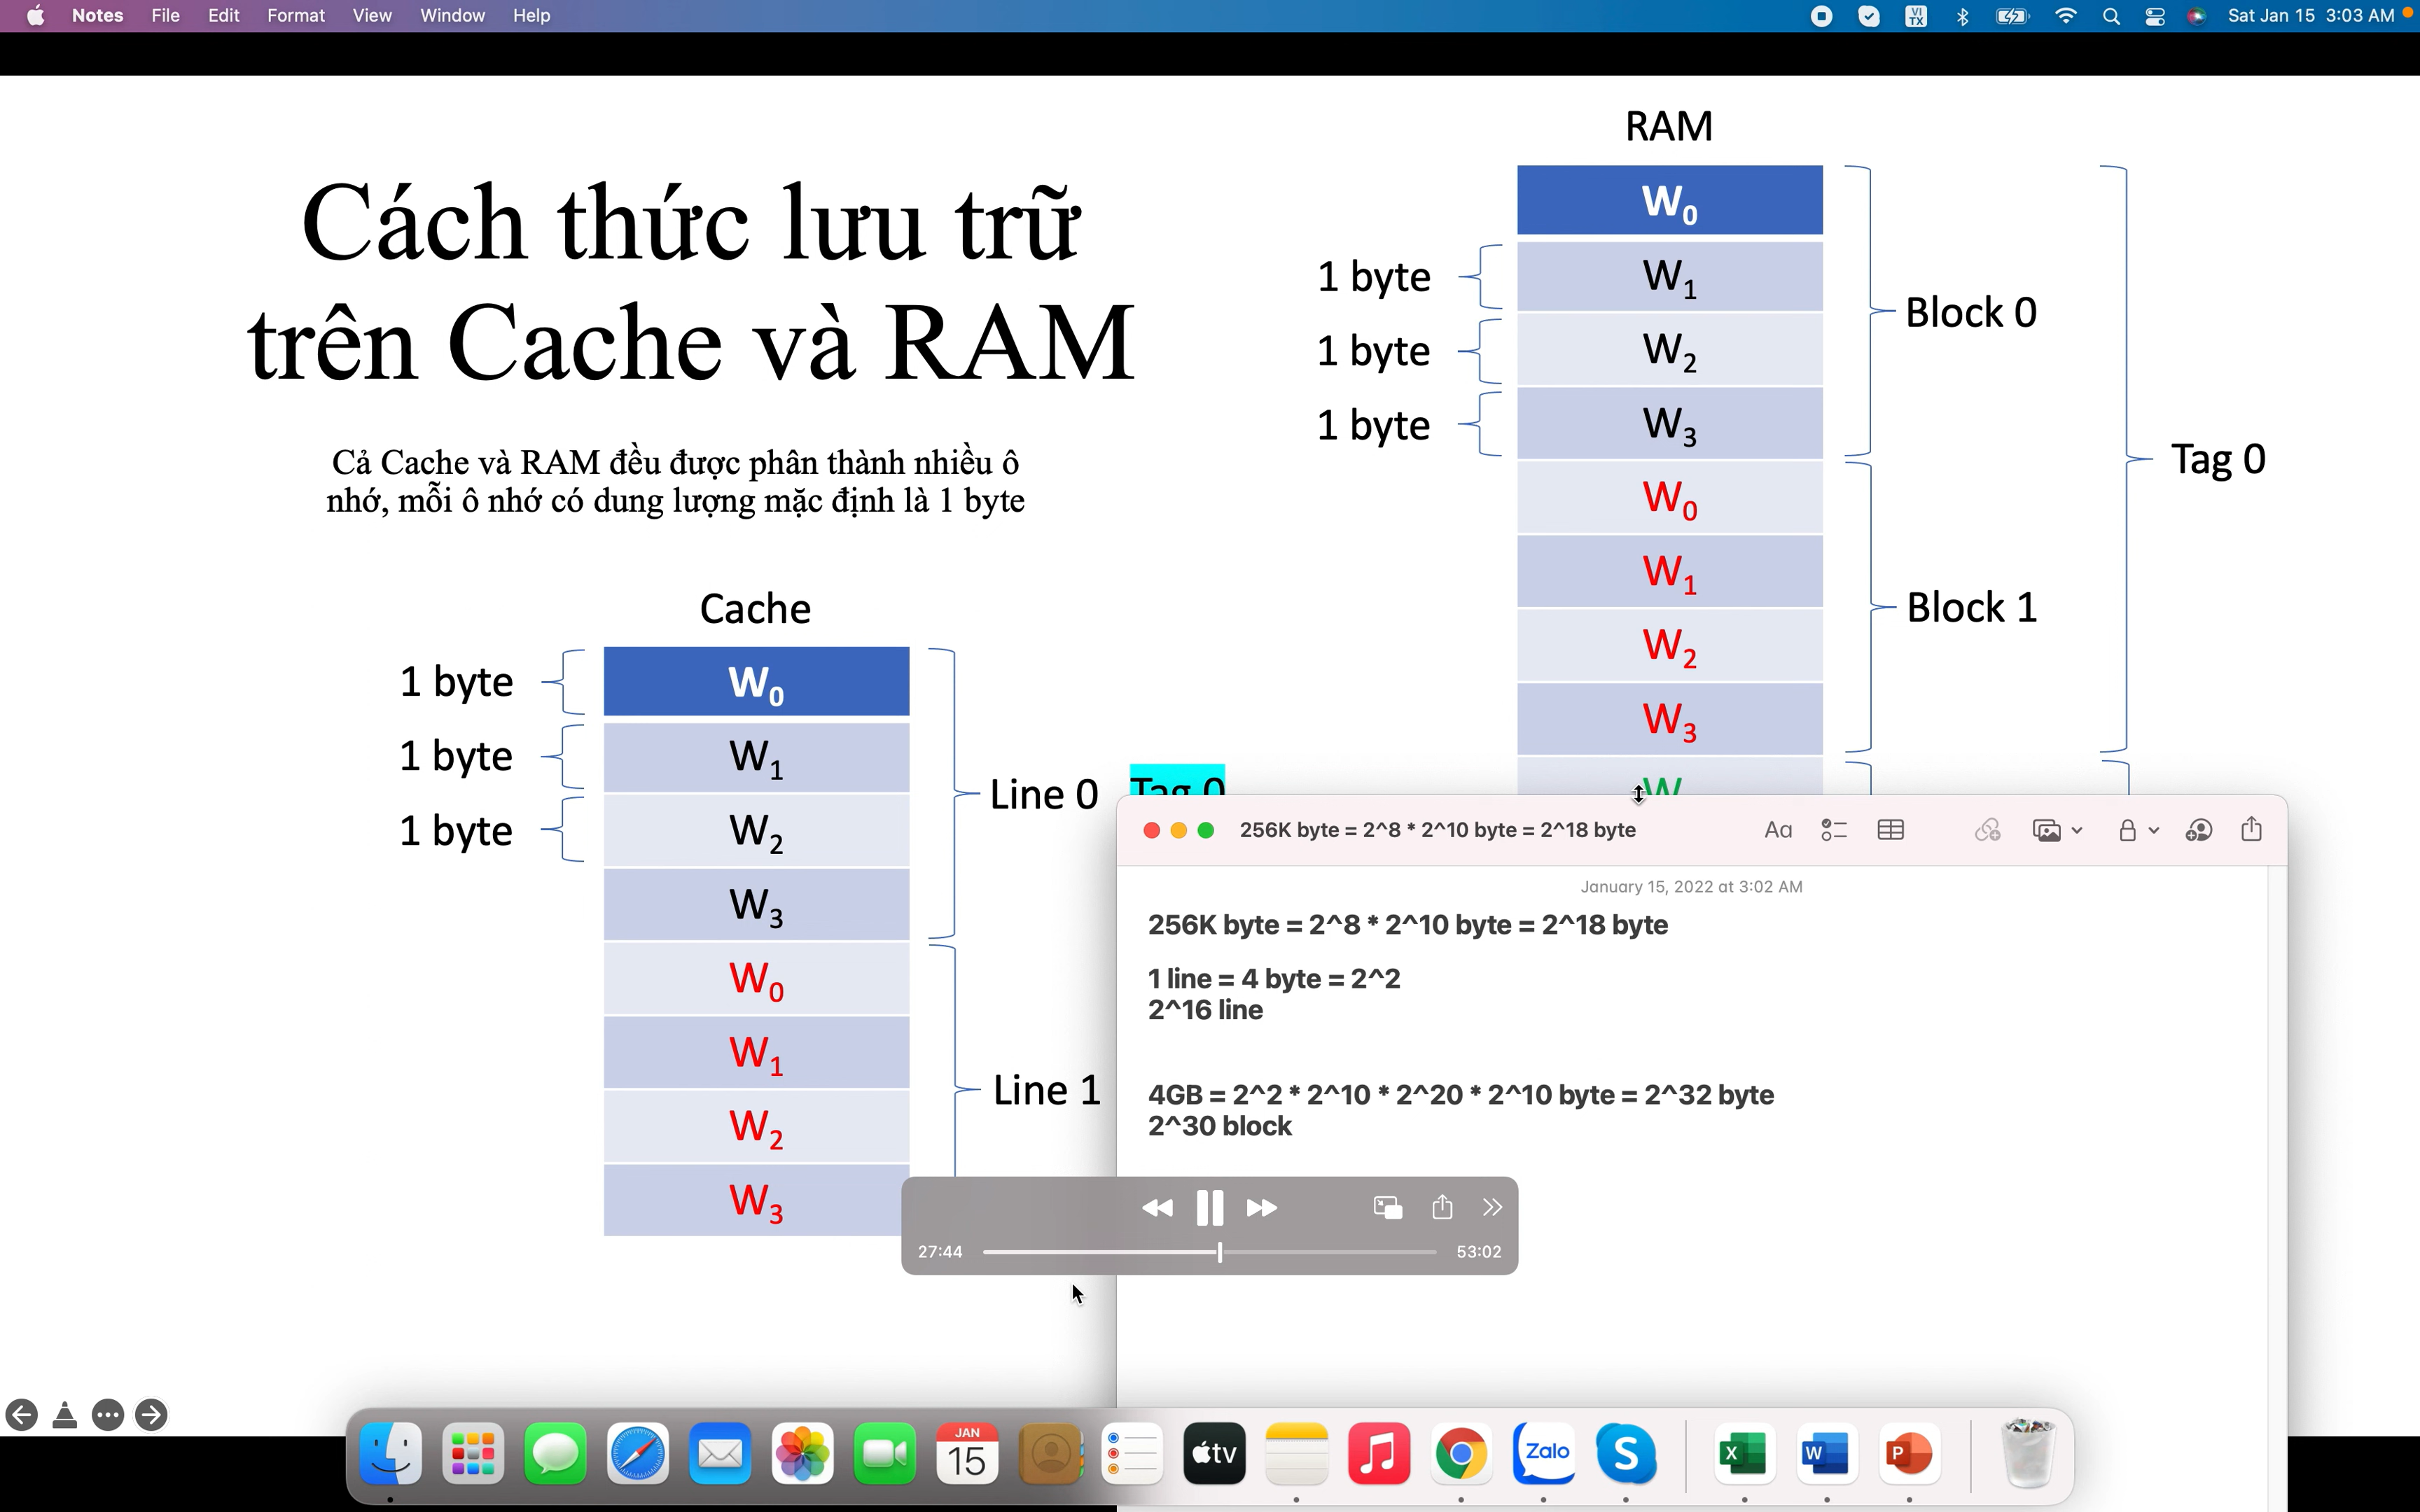 Notes File Edit Format View Window Help
VI TX
Sat Jan 15 3:03 AM
Cách thức lưu trữ
trên Cache và RAM
Cả Cache và RAM đều được phân thành nhiều ô
nhớ, mỗi ô nhớ có dung lượng mặc định là 1 byte
Cache
1 byte W0
1 byte W1
1 byte W2
W3
Line 0 Tag 0
W0
W1
W2
W3
Line 1
RAM
W0
1 byte W1
1 byte W2
1 byte W3
Block 0
W0
W1
W2
W3
Block 1
Tag 0
W
256K byte = 2^8 * 2^10 byte = 2^18 byte
Aa
January 15, 2022 at 3:02 AM
256K byte = 2^8 * 2^10 byte = 2^18 byte
1 line = 4 byte = 2^2
2^16 line
4GB = 2^2 * 2^10 * 2^20 * 2^10 byte = 2^32 byte
2^30 block
27:44 53:02
JAN
15
tv
Zalo
S
X
W
P